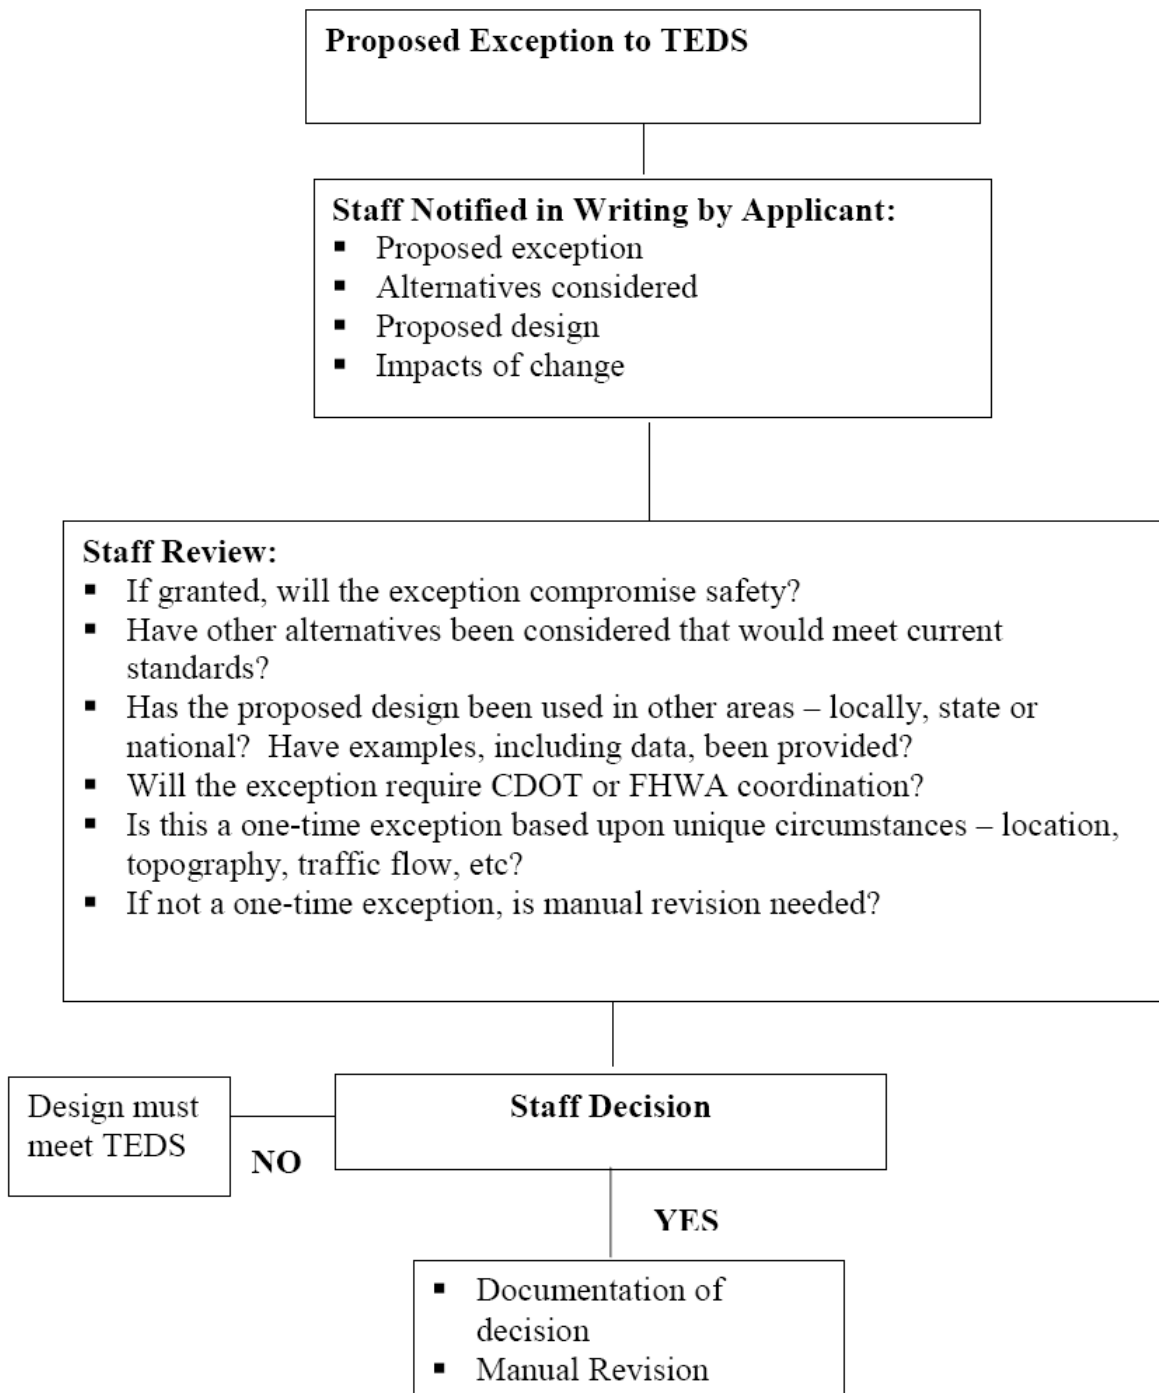 Proposed Exception to TEDS
Staff Notified in Writing by Applicant:
▪ Proposed exception
▪ Alternatives considered
▪ Proposed design
▪ Impacts of change
Staff Review:
▪ If granted, will the exception compromise safety?
▪ Have other alternatives been considered that would meet current
standards?
▪ Has the proposed design been used in other areas – locally, state or
national?  Have examples, including data, been provided?
▪ Will the exception require CDOT or FHWA coordination?
▪ Is this a one-time exception based upon unique circumstances – location,
topography, traffic flow, etc?
▪ If not a one-time exception, is manual revision needed?
Staff Decision
Design must
meet TEDS
NO
YES
▪ Documentation of
decision
▪ Manual Revision